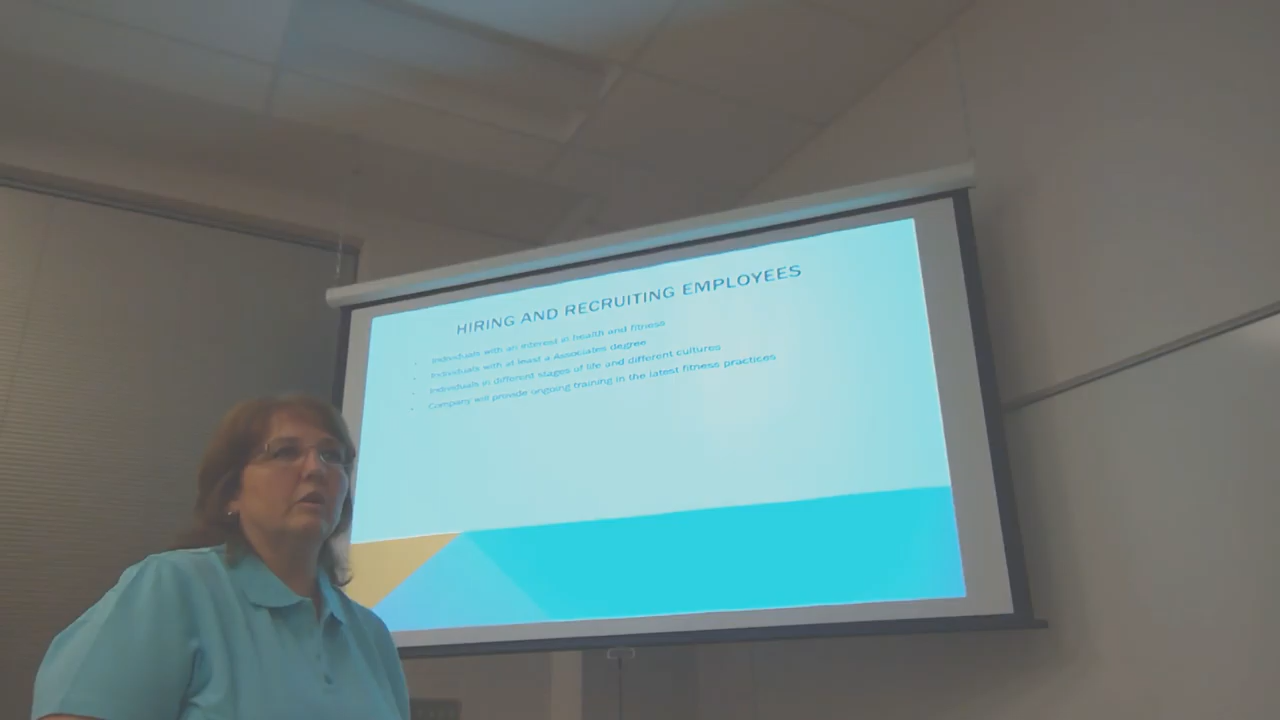 HIRING AND RECRUITING EMPLOYEES
• Individuals with an interest in health and fitness
• Individuals with at least a Associates degree
• Individuals in different stages of life and different cultures
• Company will provide ongoing training in the latest fitness practices